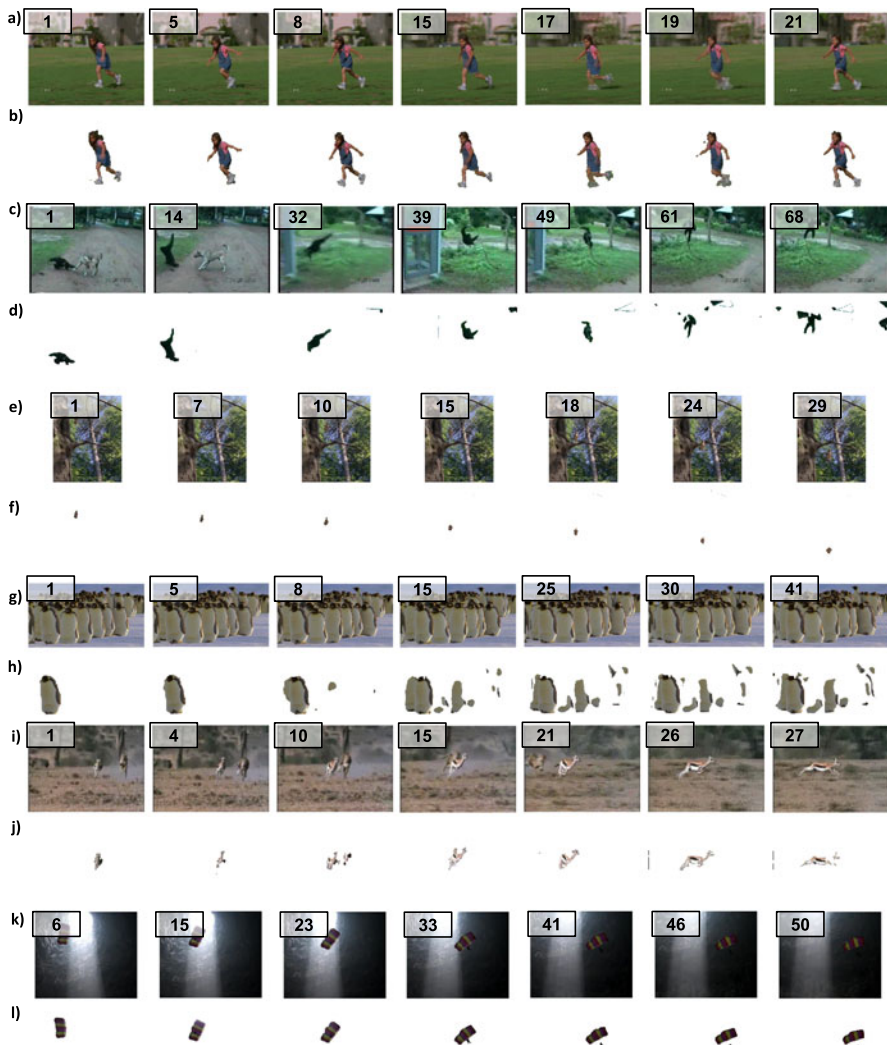 a) 1 5 8 15 17 19 21
b)
c) 1 14 32 39 49 61 68
d)
e) 1 7 10 15 18 24 29
f)
g) 1 5 8 15 25 30 41
h)
i) 1 4 10 15 21 26 27
j)
k) 6 15 23 33 41 46 50
l)